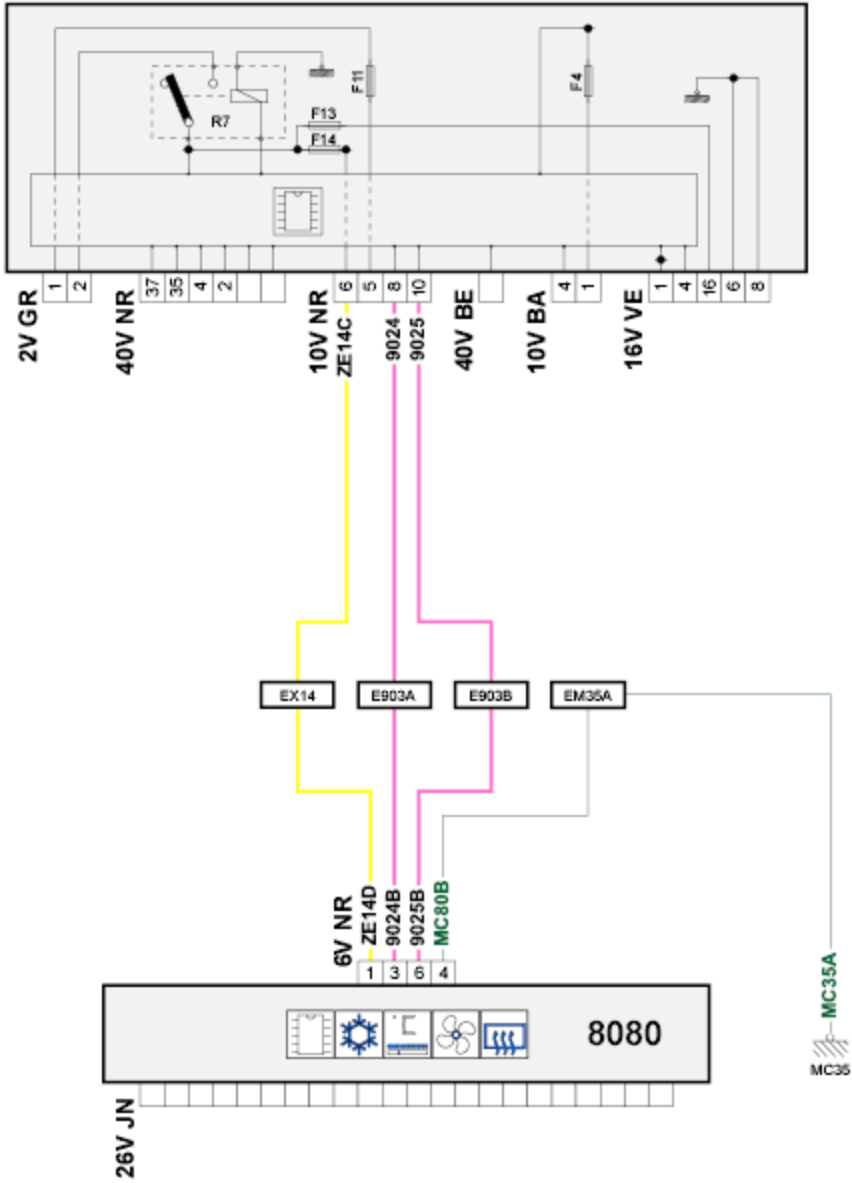 F11
F4
F13
R7
F14
1
2
37
35
4
2
6
5
8
10
4
1
1
4
16
6
8
2V GR
40V NR
10V NR
ZE14C
9024
9025
40V BE
10V BA
16V VE
EX14
E903A
E903B
EM35A
6V NR
ZE14D
9024B
9025B
MC80B
1
3
6
4
MC35A
8080
MC35
26V JN